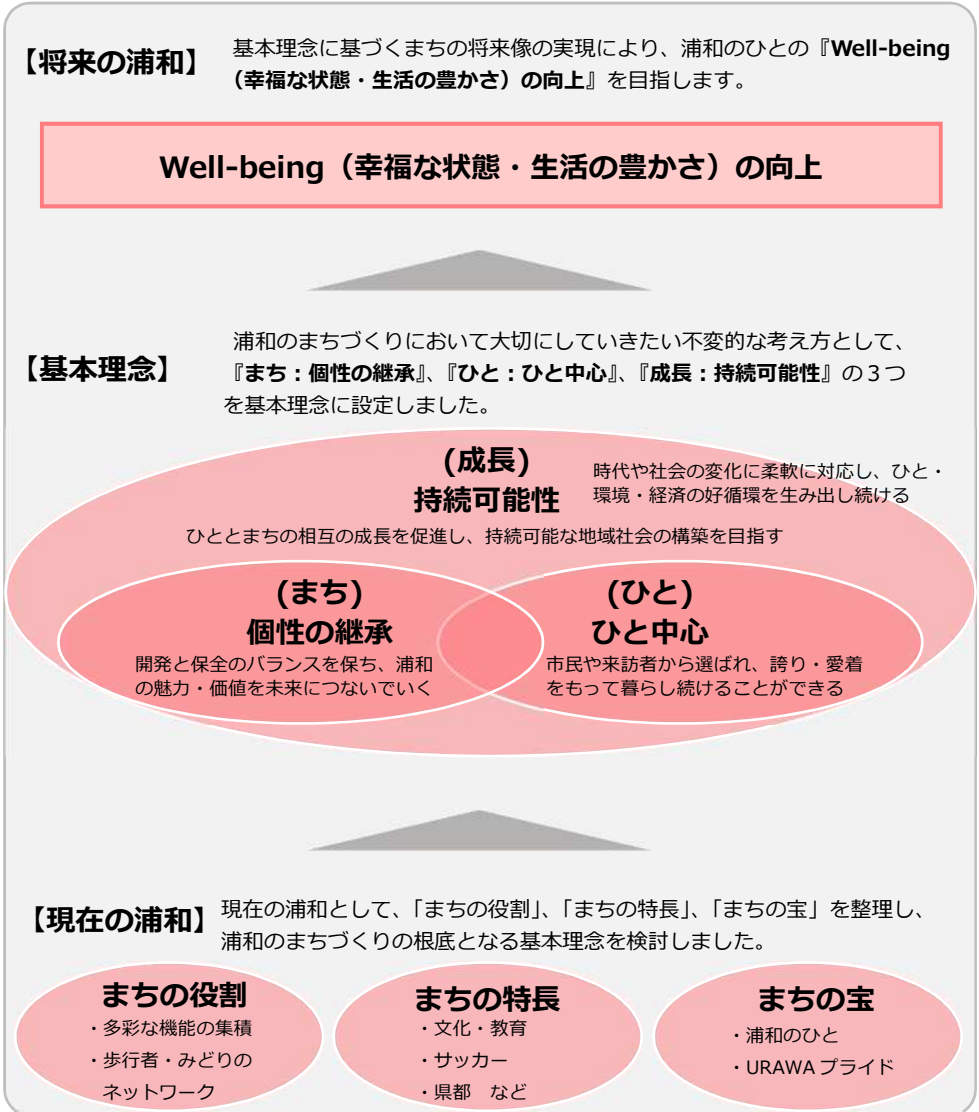 【将来の浦和】
基本理念に基づくまちの将来像の実現により、浦和のひとの『Well-being
（幸福な状態・生活の豊かさ）の向上』を目指します。
Well-being（幸福な状態・生活の豊かさ）の向上
【基本理念】
浦和のまちづくりにおいて大切にしていきたい不変的な考え方として、
『まち：個性の継承』、『ひと：ひと中心』、『成長：持続可能性』の３つ
を基本理念に設定しました。
(成長)
持続可能性
時代や社会の変化に柔軟に対応し、ひと・
環境・経済の好循環を生み出し続ける
ひととまちの相互の成長を促進し、持続可能な地域社会の構築を目指す
(まち)
個性の継承
開発と保全のバランスを保ち、浦和
の魅力・価値を未来につないでいく
(ひと)
ひと中心
市民や来訪者から選ばれ、誇り・愛着
をもって暮らし続けることができる
【現在の浦和】
現在の浦和として、「まちの役割」、「まちの特長」、「まちの宝」を整理し、
浦和のまちづくりの根底となる基本理念を検討しました。
まちの役割
・多彩な機能の集積
・歩行者・みどりの
ネットワーク
まちの特長
・文化・教育
・サッカー
・県都　など
まちの宝
・浦和のひと
・URAWA プライド